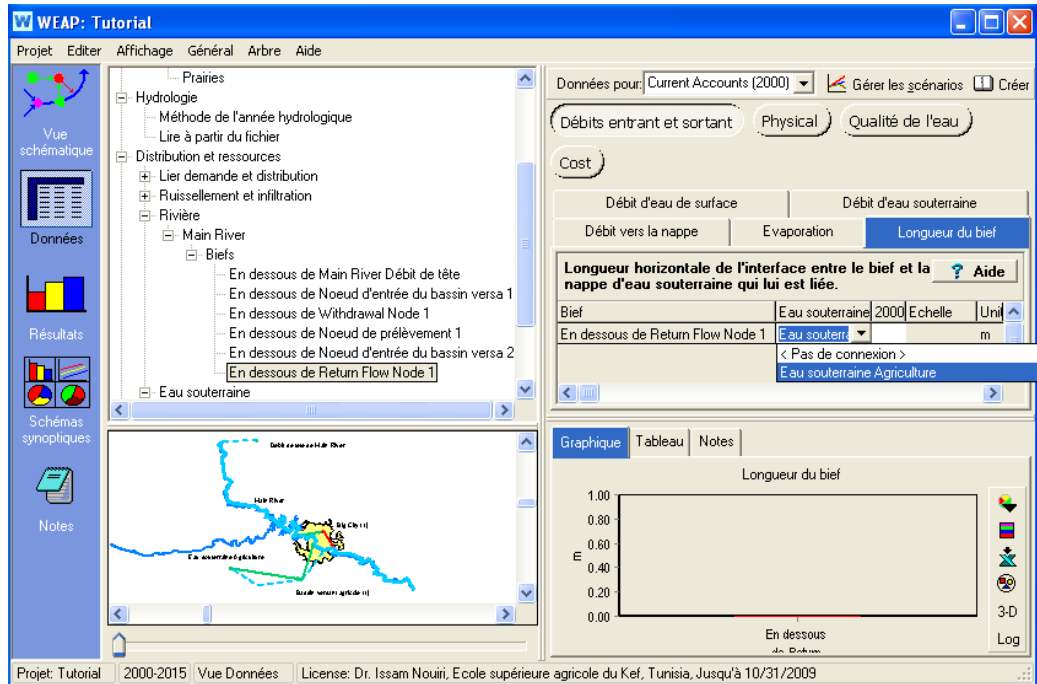 WEAP: Tutorial
Projet Editer Affichage Général Arbre Aide
Vue schématique
Données
Résultats
Schémas synoptiques
Notes
Prairies
Hydrologie
Méthode de l'année hydrologique
Lire à partir du fichier
Distribution et ressources
Lier demande et distribution
Ruissellement et infiltration
Rivière
Main River
Biefs
En dessous de Main River Débit de tête
En dessous de Noeud d'entrée du bassin versa 1
En dessous de Withdrawal Node 1
En dessous de Noeud de prélèvement 1
En dessous de Noeud d'entrée du bassin versa 2
En dessous de Return Flow Node 1
Eau souterraine
Main River
Big City
Eau souterraine Agriculture
Données pour: Current Accounts (2000) Gérer les scénarios Créer
Débits entrant et sortant Physical Qualité de l'eau
Cost
Débit d'eau de surface Débit d'eau souterraine
Débit vers la nappe Evaporation Longueur du bief
Longueur horizontale de l'interface entre le bief et la
nappe d'eau souterraine qui lui est liée.
? Aide
Bief Eau souterraine 2000 Echelle Unit
En dessous de Return Flow Node 1 Eau souterra m
< Pas de connexion >
Eau souterraine Agriculture
Graphique Tableau Notes
Longueur du bief
1.00
0.80
0.60
0.40
0.20
0.00
m
En dessous
de Return
3-D
Log
Projet: Tutorial 2000-2015 Vue Données License: Dr. Issam Nouiri, Ecole supérieure agricole du Kef, Tunisia, Jusqu'à 10/31/2009